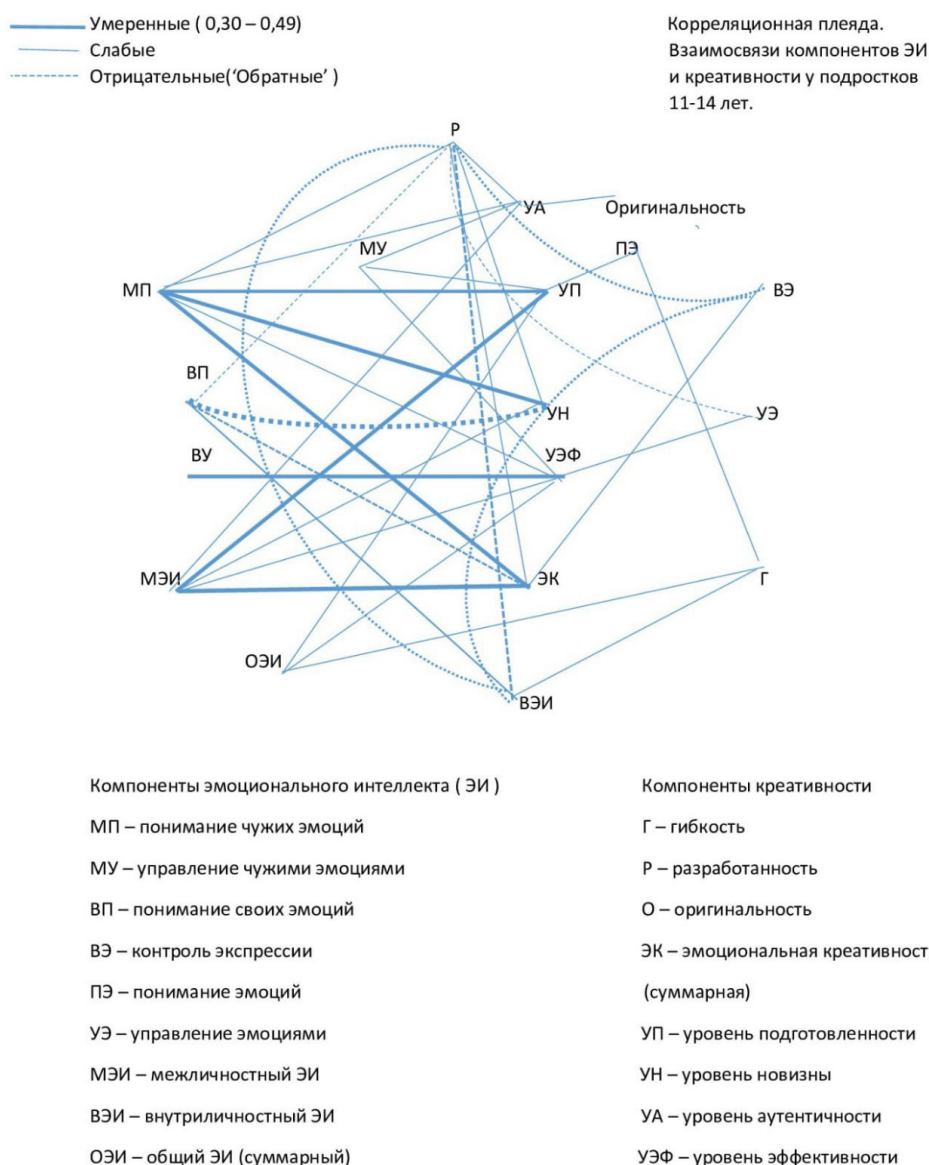 Умеренные ( 0,30 – 0,49)
Слабые
Отрицательные('Обратные' )
Корреляционная плеяда.
Взаимосвязи компонентов ЭИ
и креативности у подростков
11-14 лет.
Р
УА
Оригинальность
МУ
ПЭ
МП
УП
ВЭ
ВП
УН
УЭ
ВУ
УЭФ
МЭИ
ЭК
Г
ОЭИ
ВЭИ
Компоненты эмоционального интеллекта ( ЭИ )
МП – понимание чужих эмоций
МУ – управление чужими эмоциями
ВП – понимание своих эмоций
ВЭ – контроль экспрессии
ПЭ – понимание эмоций
УЭ – управление эмоциями
МЭИ – межличностный ЭИ
ВЭИ – внутриличностный ЭИ
ОЭИ – общий ЭИ (суммарный)
Компоненты креативности
Г – гибкость
Р – разработанность
О – оригинальность
ЭК – эмоциональная креативност
(суммарная)
УП – уровень подготовленности
УН – уровень новизны
УА – уровень аутентичности
УЭФ – уровень эффективности